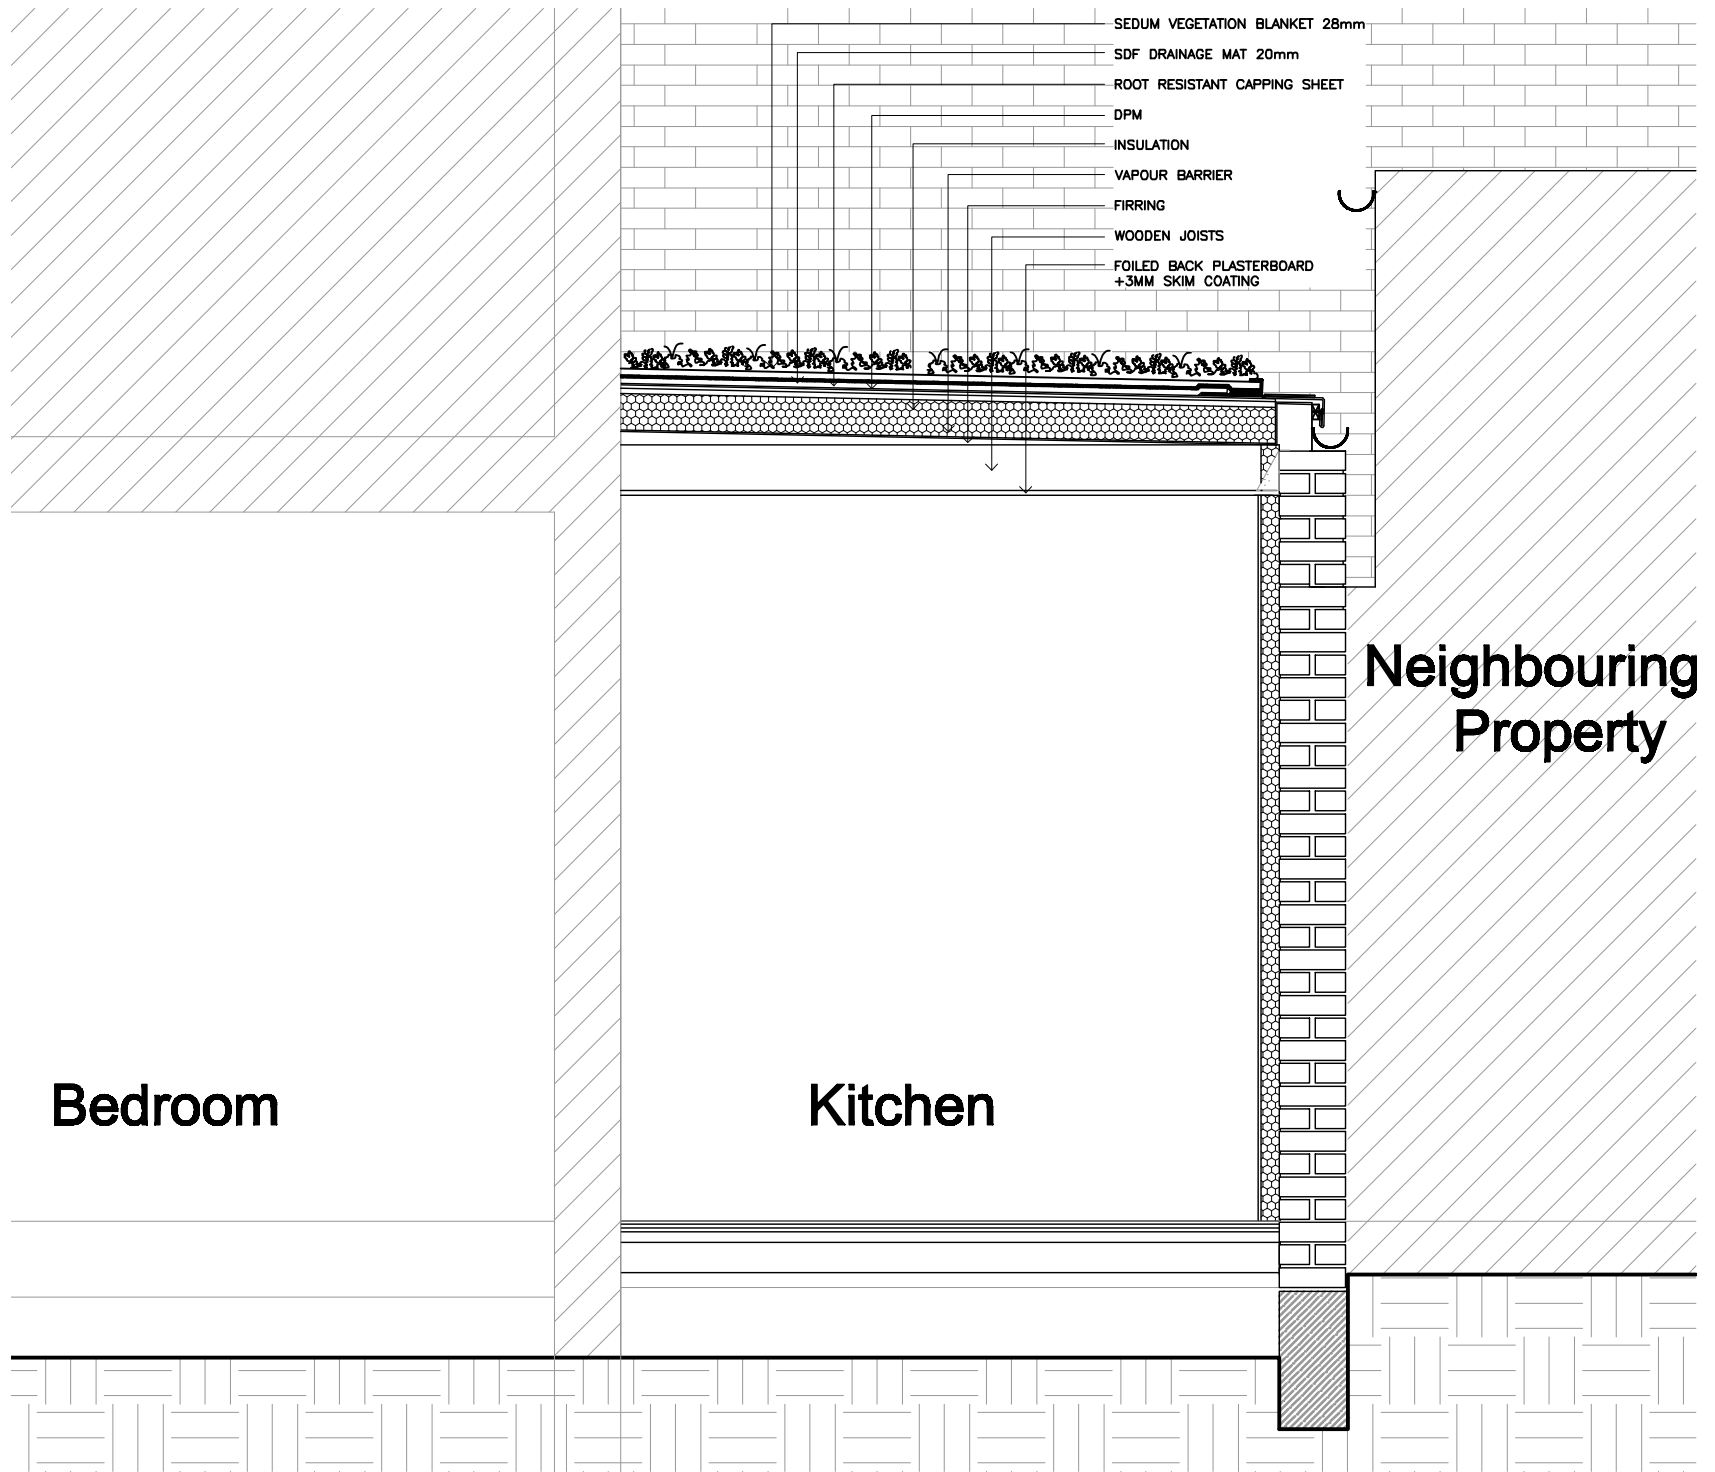 SEDUM VEGETATION BLANKET 28mm
SDF DRAINAGE MAT 20mm
ROOT RESISTANT CAPPING SHEET
DPM
INSULATION
VAPOUR BARRIER
FIRRING
WOODEN JOISTS
FOILED BACK PLASTERBOARD
+3MM SKIM COATING
Neighbouring
Property
Bedroom
Kitchen